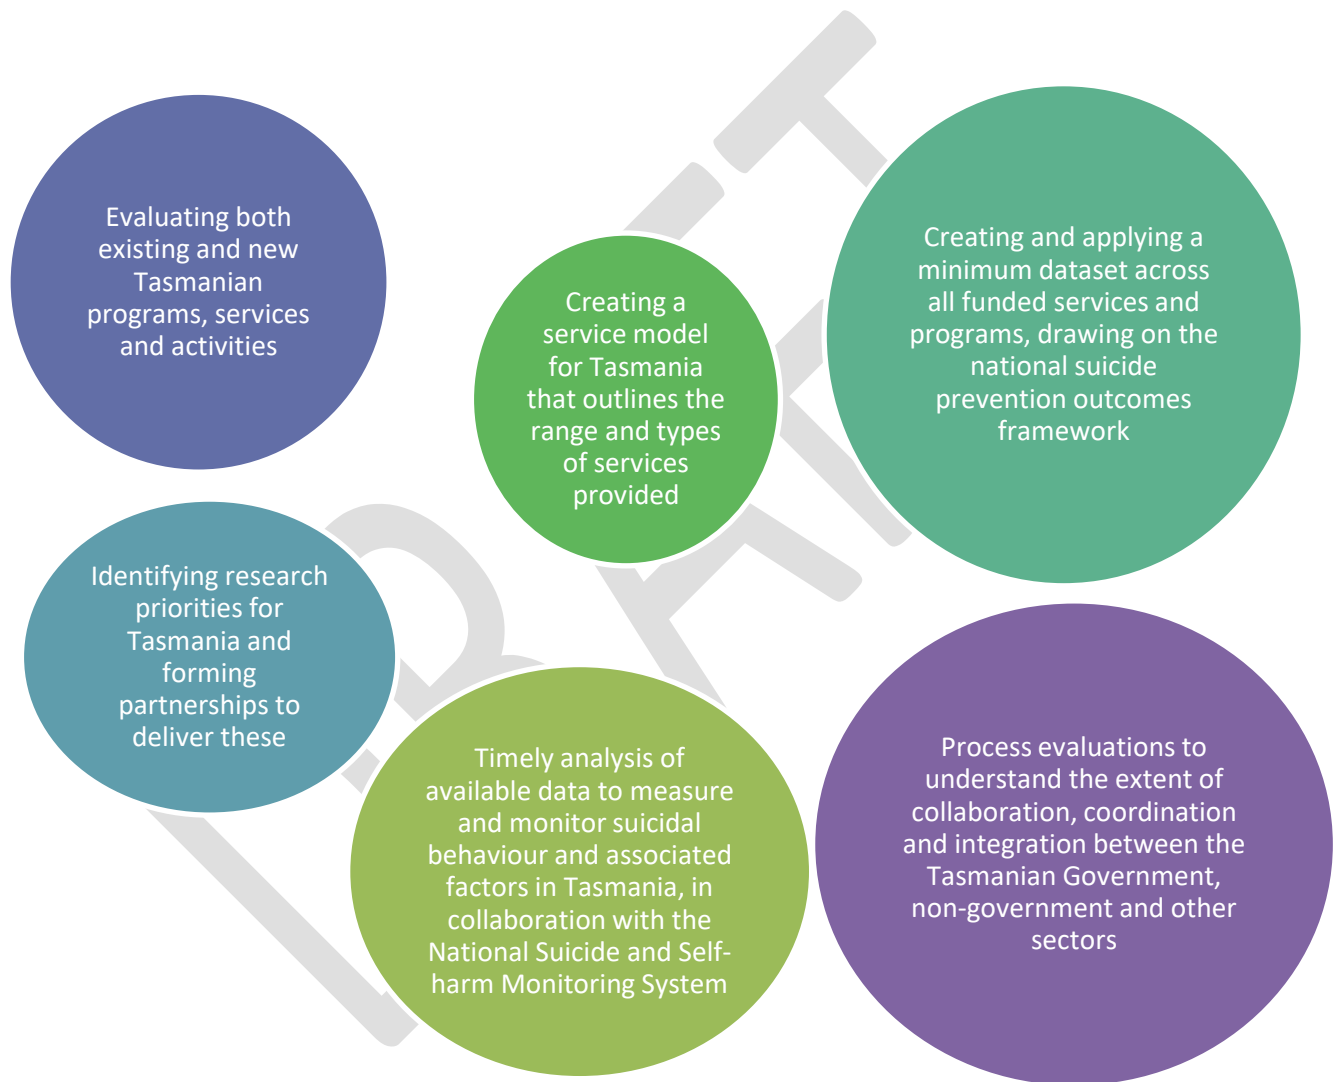 Evaluating both
existing and new
Tasmanian
programs, services
and activities
Creating a
service model
for Tasmania
that outlines the
range and types
of services
provided
Creating and applying a
minimum dataset across
all funded services and
programs, drawing on the
national suicide
prevention outcomes
framework
Identifying research
priorities for
Tasmania and
forming
partnerships to
deliver these
Timely analysis of
available data to measure
and monitor suicidal
behaviour and associated
factors in Tasmania, in
collaboration with the
National Suicide and Self-
harm Monitoring System
Process evaluations to
understand the extent of
collaboration, coordination
and integration between the
Tasmanian Government,
non-government and other
sectors
DRAFT